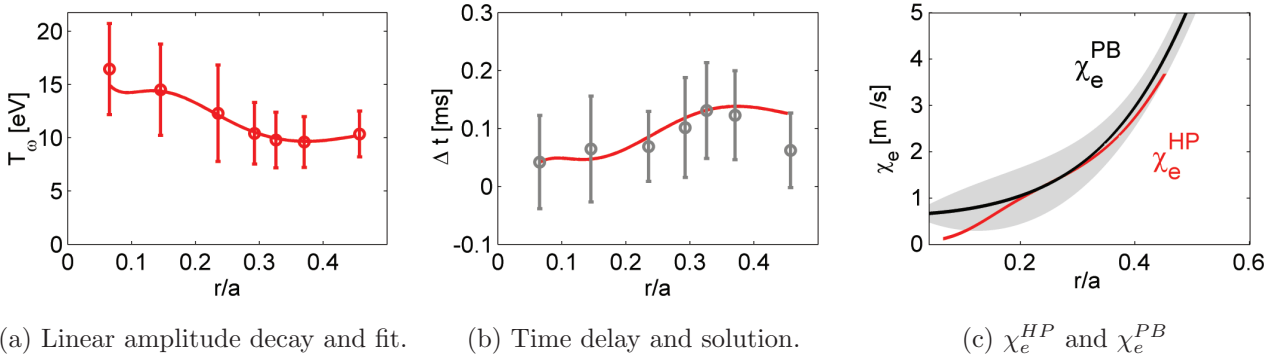 20
15
10
5
0
T_ω [eV]
0 0.1 0.2 0.3 0.4
r/a
0.3
0.2
0.1
0
-0.1
Δ t [ms]
0 0.1 0.2 0.3 0.4
r/a
5
4
3
2
1
0
χ_e [m /s]
χ_e^PB
χ_e^HP
0.2 0.4 0.6
r/a
(a) Linear amplitude decay and fit.
(b) Time delay and solution.
(c) χ_e^HP and χ_e^PB